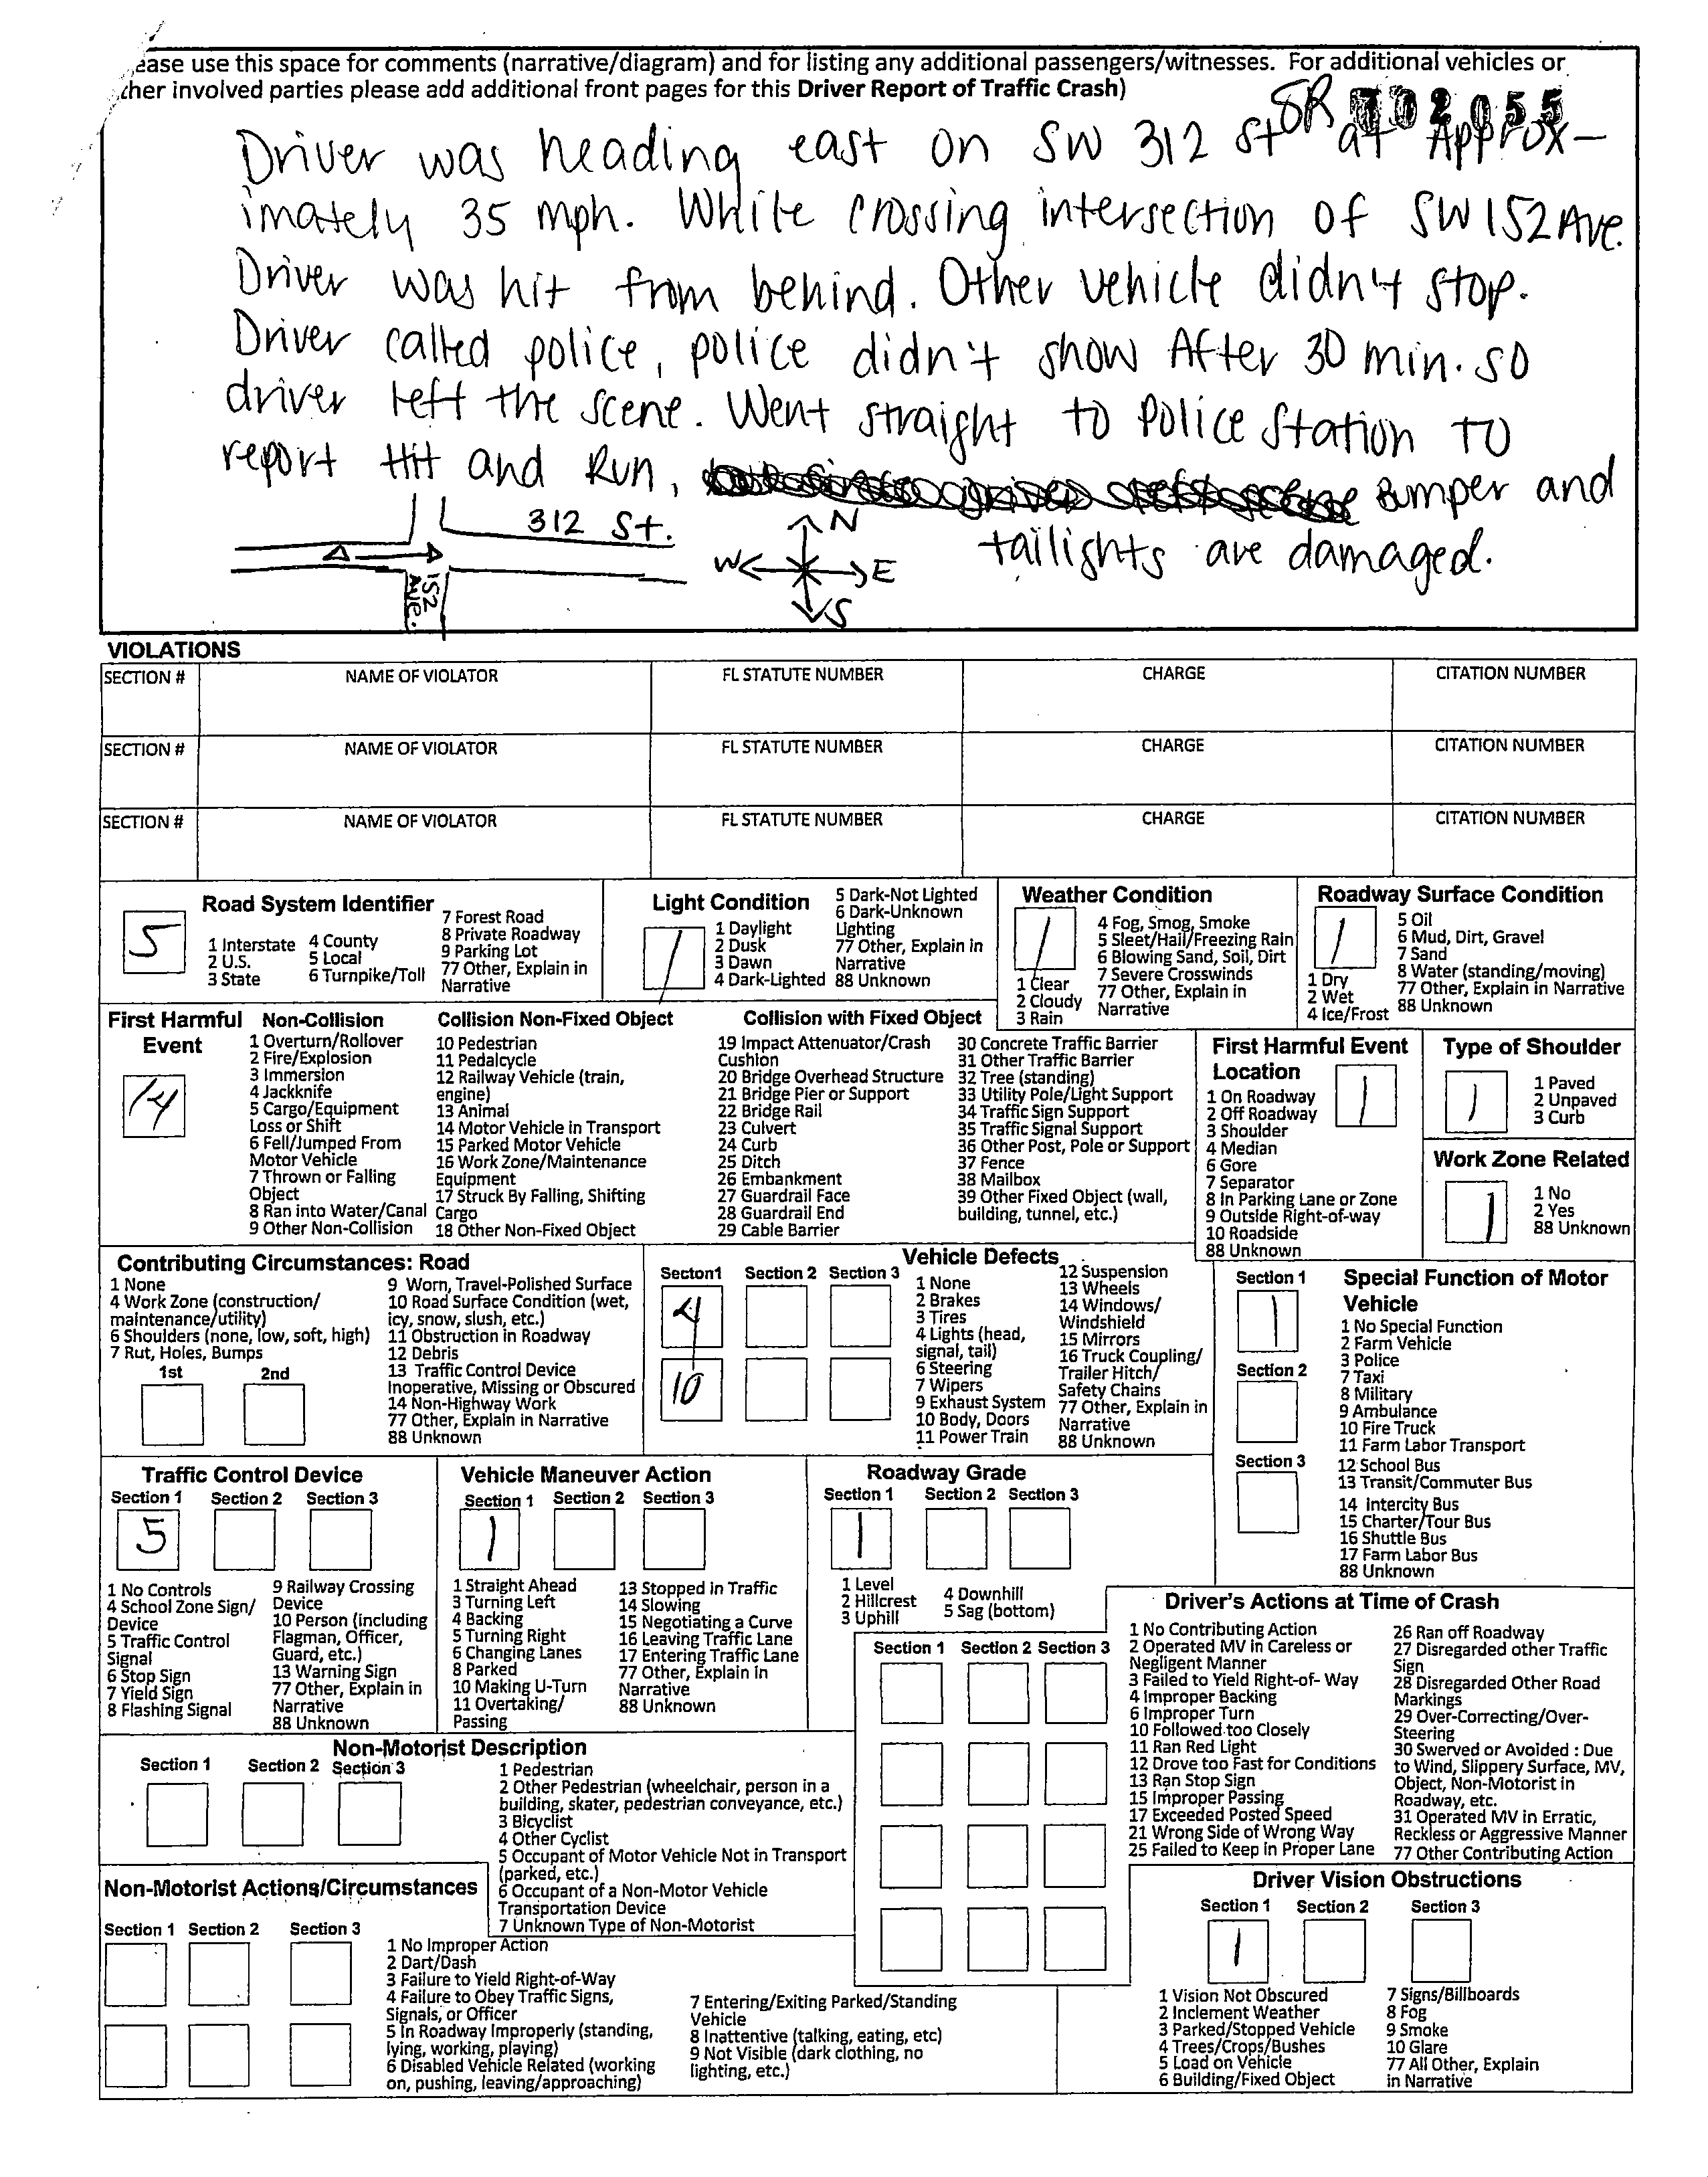 ease use this space for comments (narrative/diagram) and for listing any additional passengers/witnesses. For additional vehicles or
her involved parties please add additional front pages for this Driver Report of Traffic Crash)
SR 702055
Driver was heading east on SW 312 St at Approx-
imately 35 mph. While crossing intersection of SW 152 Ave.
Driver was hit from behind. Other vehicle didn't stop.
Driver called police, police didn't show After 30 min. so
driver left the scene. Went straight to Police Station to
report Hit and Run, Bumper and
tailights are damaged.
312 St.
152 Ave.
N
W E
S
VIOLATIONS
SECTION # NAME OF VIOLATOR FL STATUTE NUMBER CHARGE CITATION NUMBER
SECTION # NAME OF VIOLATOR FL STATUTE NUMBER CHARGE CITATION NUMBER
SECTION # NAME OF VIOLATOR FL STATUTE NUMBER CHARGE CITATION NUMBER
Road System Identifier
5
1 Interstate
2 U.S.
3 State
4 County
5 Local
6 Turnpike/Toll
7 Forest Road
8 Private Roadway
9 Parking Lot
77 Other, Explain in
Narrative
Light Condition
1
1 Daylight
2 Dusk
3 Dawn
4 Dark-Lighted
5 Dark-Not Lighted
6 Dark-Unknown
Lighting
77 Other, Explain in
Narrative
88 Unknown
Weather Condition
1
1 Clear
2 Cloudy
3 Rain
4 Fog, Smog, Smoke
5 Sleet/Hail/Freezing Rain
6 Blowing Sand, Soil, Dirt
7 Severe Crosswinds
77 Other, Explain in
Narrative
Roadway Surface Condition
1
1 Dry
2 Wet
4 Ice/Frost
5 Oil
6 Mud, Dirt, Gravel
7 Sand
8 Water (standing/moving)
77 Other, Explain in Narrative
88 Unknown
First Harmful
Event
14
Non-Collision
1 Overturn/Rollover
2 Fire/Explosion
3 Immersion
4 Jackknife
5 Cargo/Equipment
Loss or Shift
6 Fell/Jumped From
Motor Vehicle
7 Thrown or Falling
Object
8 Ran into Water/Canal
9 Other Non-Collision
Collision Non-Fixed Object
10 Pedestrian
11 Pedalcycle
12 Railway Vehicle (train,
engine)
13 Animal
14 Motor Vehicle in Transport
15 Parked Motor Vehicle
16 Work Zone/Maintenance
Equipment
17 Struck By Falling, Shifting
Cargo
18 Other Non-Fixed Object
Collision with Fixed Object
19 Impact Attenuator/Crash
Cushion
20 Bridge Overhead Structure
21 Bridge Pier or Support
22 Bridge Rail
23 Culvert
24 Curb
25 Ditch
26 Embankment
27 Guardrail Face
28 Guardrail End
29 Cable Barrier
30 Concrete Traffic Barrier
31 Other Traffic Barrier
32 Tree (standing)
33 Utility Pole/Light Support
34 Traffic Sign Support
35 Traffic Signal Support
36 Other Post, Pole or Support
37 Fence
38 Mailbox
39 Other Fixed Object (wall,
building, tunnel, etc.)
First Harmful Event
Location
1
1 On Roadway
2 Off Roadway
3 Shoulder
4 Median
6 Gore
7 Separator
8 In Parking Lane or Zone
9 Outside Right-of-way
10 Roadside
88 Unknown
Type of Shoulder
1
1 Paved
2 Unpaved
3 Curb
Work Zone Related
1
1 No
2 Yes
88 Unknown
Contributing Circumstances: Road
1 None
4 Work Zone (construction/
maintenance/utility)
6 Shoulders (none, low, soft, high)
7 Rut, Holes, Bumps
1st 2nd
9 Worn, Travel-Polished Surface
10 Road Surface Condition (wet,
icy, snow, slush, etc.)
11 Obstruction in Roadway
12 Debris
13 Traffic Control Device
Inoperative, Missing or Obscured
14 Non-Highway Work
77 Other, Explain in Narrative
88 Unknown
Vehicle Defects
Secton1 Section 2 Section 3
4
10
1 None
2 Brakes
3 Tires
4 Lights (head,
signal, tail)
6 Steering
7 Wipers
9 Exhaust System
10 Body, Doors
11 Power Train
12 Suspension
13 Wheels
14 Windows/
Windshield
15 Mirrors
16 Truck Coupling/
Trailer Hitch/
Safety Chains
77 Other, Explain in
Narrative
88 Unknown
Section 1
1
Section 2
Section 3
Special Function of Motor
Vehicle
1 No Special Function
2 Farm Vehicle
3 Police
7 Taxi
8 Military
9 Ambulance
10 Fire Truck
11 Farm Labor Transport
12 School Bus
13 Transit/Commuter Bus
14 Intercity Bus
15 Charter/Tour Bus
16 Shuttle Bus
17 Farm Labor Bus
88 Unknown
Traffic Control Device
Section 1 Section 2 Section 3
5
1 No Controls
4 School Zone Sign/
Device
5 Traffic Control
Signal
6 Stop Sign
7 Yield Sign
8 Flashing Signal
9 Railway Crossing
Device
10 Person (including
Flagman, Officer,
Guard, etc.)
13 Warning Sign
77 Other, Explain in
Narrative
88 Unknown
Vehicle Maneuver Action
Section 1 Section 2 Section 3
1
1 Straight Ahead
3 Turning Left
4 Backing
5 Turning Right
6 Changing Lanes
8 Parked
10 Making U-Turn
11 Overtaking/
Passing
13 Stopped in Traffic
14 Slowing
15 Negotiating a Curve
16 Leaving Traffic Lane
17 Entering Traffic Lane
77 Other, Explain in
Narrative
88 Unknown
Roadway Grade
Section 1 Section 2 Section 3
1
1 Level
2 Hillcrest
3 Uphill
4 Downhill
5 Sag (bottom)
Driver's Actions at Time of Crash
Section 1 Section 2 Section 3
1 No Contributing Action
2 Operated MV in Careless or
Negligent Manner
3 Failed to Yield Right-of- Way
4 Improper Backing
6 Improper Turn
10 Followed too Closely
11 Ran Red Light
12 Drove too Fast for Conditions
13 Ran Stop Sign
15 Improper Passing
17 Exceeded Posted Speed
21 Wrong Side of Wrong Way
25 Failed to Keep in Proper Lane
26 Ran off Roadway
27 Disregarded other Traffic
Sign
28 Disregarded Other Road
Markings
29 Over-Correcting/Over-
Steering
30 Swerved or Avoided : Due
to Wind, Slippery Surface, MV,
Object, Non-Motorist in
Roadway, etc.
31 Operated MV in Erratic,
Reckless or Aggressive Manner
77 Other Contributing Action
Non-Motorist Description
Section 1 Section 2 Section 3
1 Pedestrian
2 Other Pedestrian (wheelchair, person in a
building, skater, pedestrian conveyance, etc.)
3 Bicyclist
4 Other Cyclist
5 Occupant of Motor Vehicle Not in Transport
(parked, etc.)
6 Occupant of a Non-Motor Vehicle
Transportation Device
7 Unknown Type of Non-Motorist
Non-Motorist Actions/Circumstances
Section 1 Section 2 Section 3
1 No Improper Action
2 Dart/Dash
3 Failure to Yield Right-of-Way
4 Failure to Obey Traffic Signs,
Signals, or Officer
5 In Roadway Improperly (standing,
lying, working, playing)
6 Disabled Vehicle Related (working
on, pushing, leaving/approaching)
7 Entering/Exiting Parked/Standing
Vehicle
8 Inattentive (talking, eating, etc)
9 Not Visible (dark clothing, no
lighting, etc.)
Driver Vision Obstructions
Section 1 Section 2 Section 3
1
1 Vision Not Obscured
2 Inclement Weather
3 Parked/Stopped Vehicle
4 Trees/Crops/Bushes
5 Load on Vehicle
6 Building/Fixed Object
7 Signs/Billboards
8 Fog
9 Smoke
10 Glare
77 All Other, Explain
in Narrative